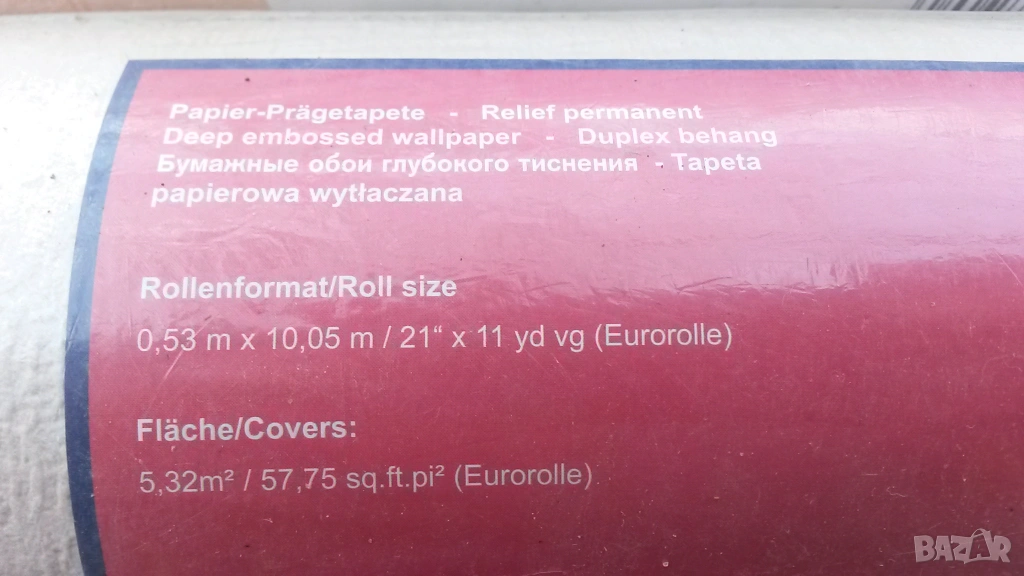 Papier-Prägetapete - Relief permanent
Deep embossed wallpaper - Duplex behang
Бумажные обои глубокого тиснения - Tapeta
papierowa wytłaczana
Rollenformat/Roll size
0,53 m x 10,05 m / 21“ x 11 yd vg (Eurorolle)
Fläche/Covers:
5,32m² / 57,75 sq.ft.pi² (Eurorolle)
BAZAR